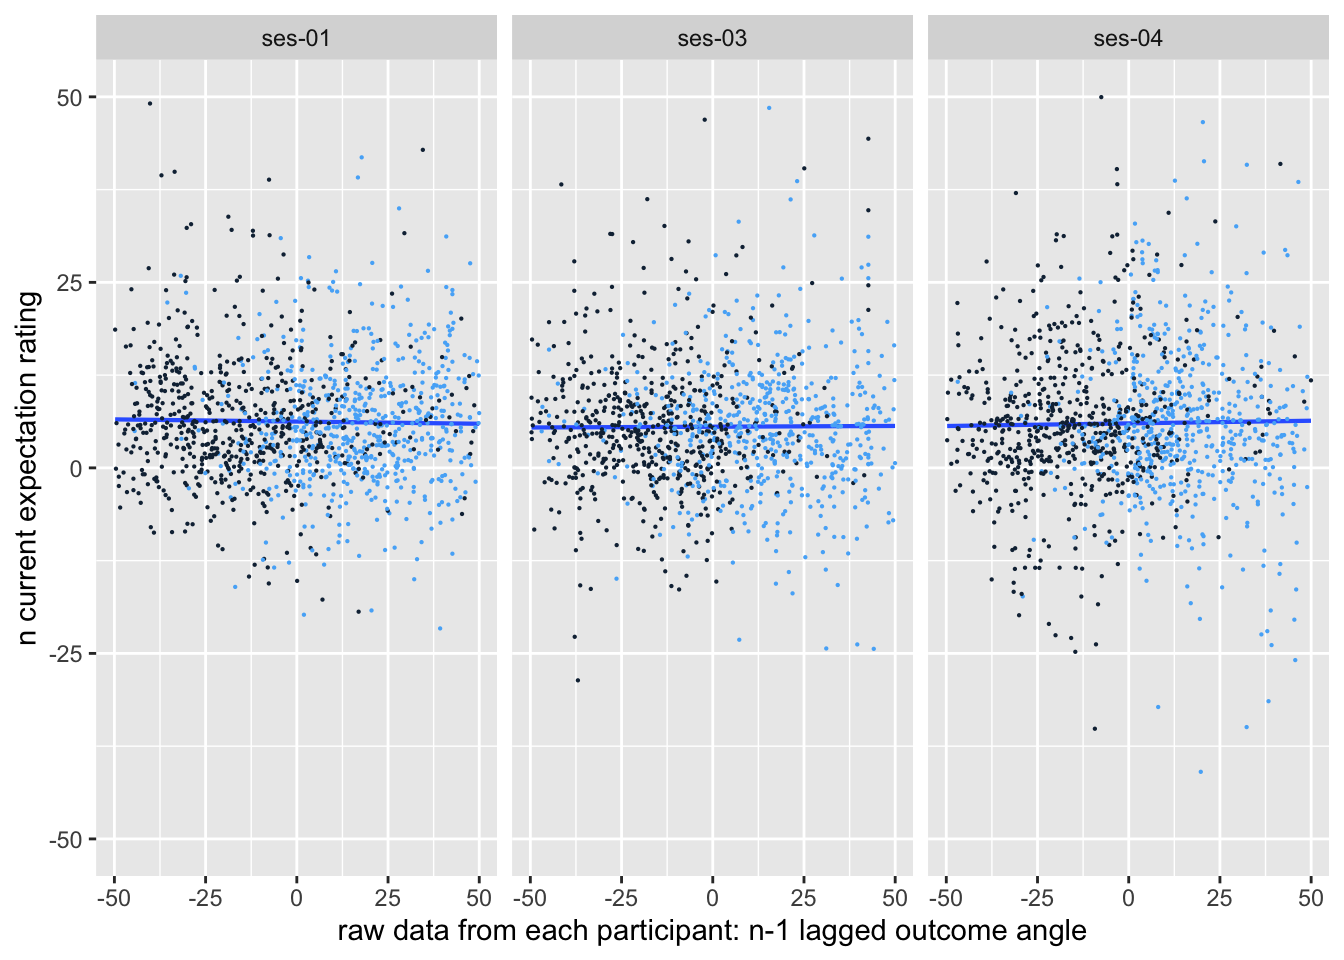 ses-01 ses-03 ses-04
50
25
0
-25
-50
n current expectation rating
-50 -25 0 25 50 -50 -25 0 25 50 -50 -25 0 25 50
raw data from each participant: n-1 lagged outcome angle